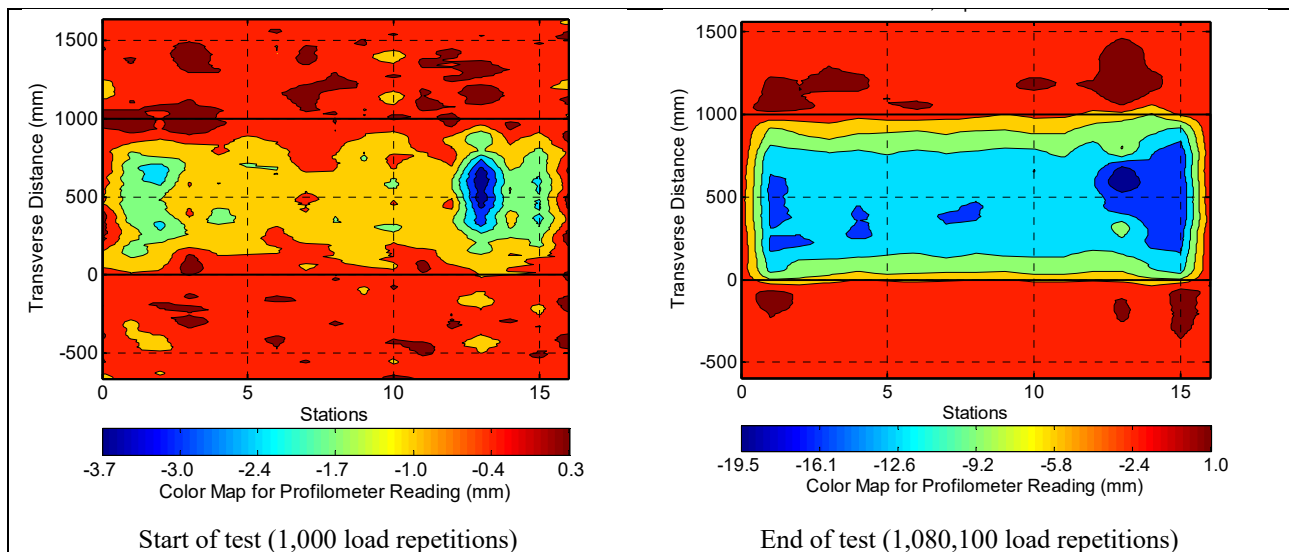 1500
1000
500
0
-500
Transverse Distance (mm)
0 5 10 15
Stations
-3.7 -3.0 -2.4 -1.7 -1.0 -0.4 0.3
Color Map for Profilometer Reading (mm)
Start of test (1,000 load repetitions)
1500
1000
500
0
-500
Transverse Distance (mm)
0 5 10 15
Stations
-19.5 -16.1 -12.6 -9.2 -5.8 -2.4 1.0
Color Map for Profilometer Reading (mm)
End of test (1,080,100 load repetitions)